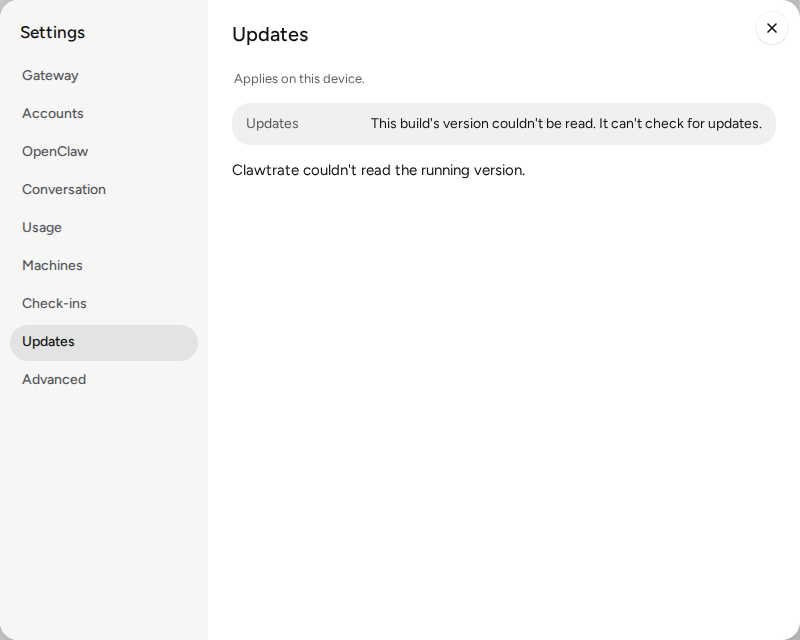 Settings
Gateway
Accounts
OpenClaw
Conversation
Usage
Machines
Check-ins
Updates
Advanced
Updates
Applies on this device.
Updates This build's version couldn't be read. It can't check for updates.
Clawtrate couldn't read the running version.